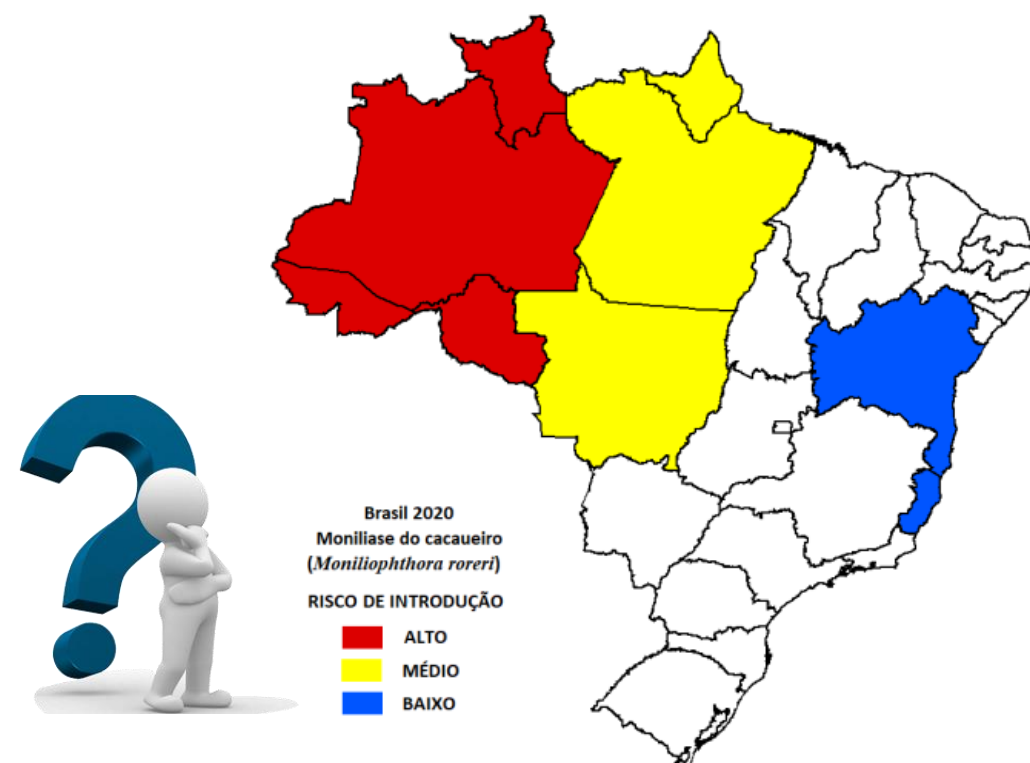 Brasil 2020
Moniliase do cacaueiro
(Moniliophthora roreri)
RISCO DE INTRODUÇÃO
ALTO
MÉDIO
BAIXO